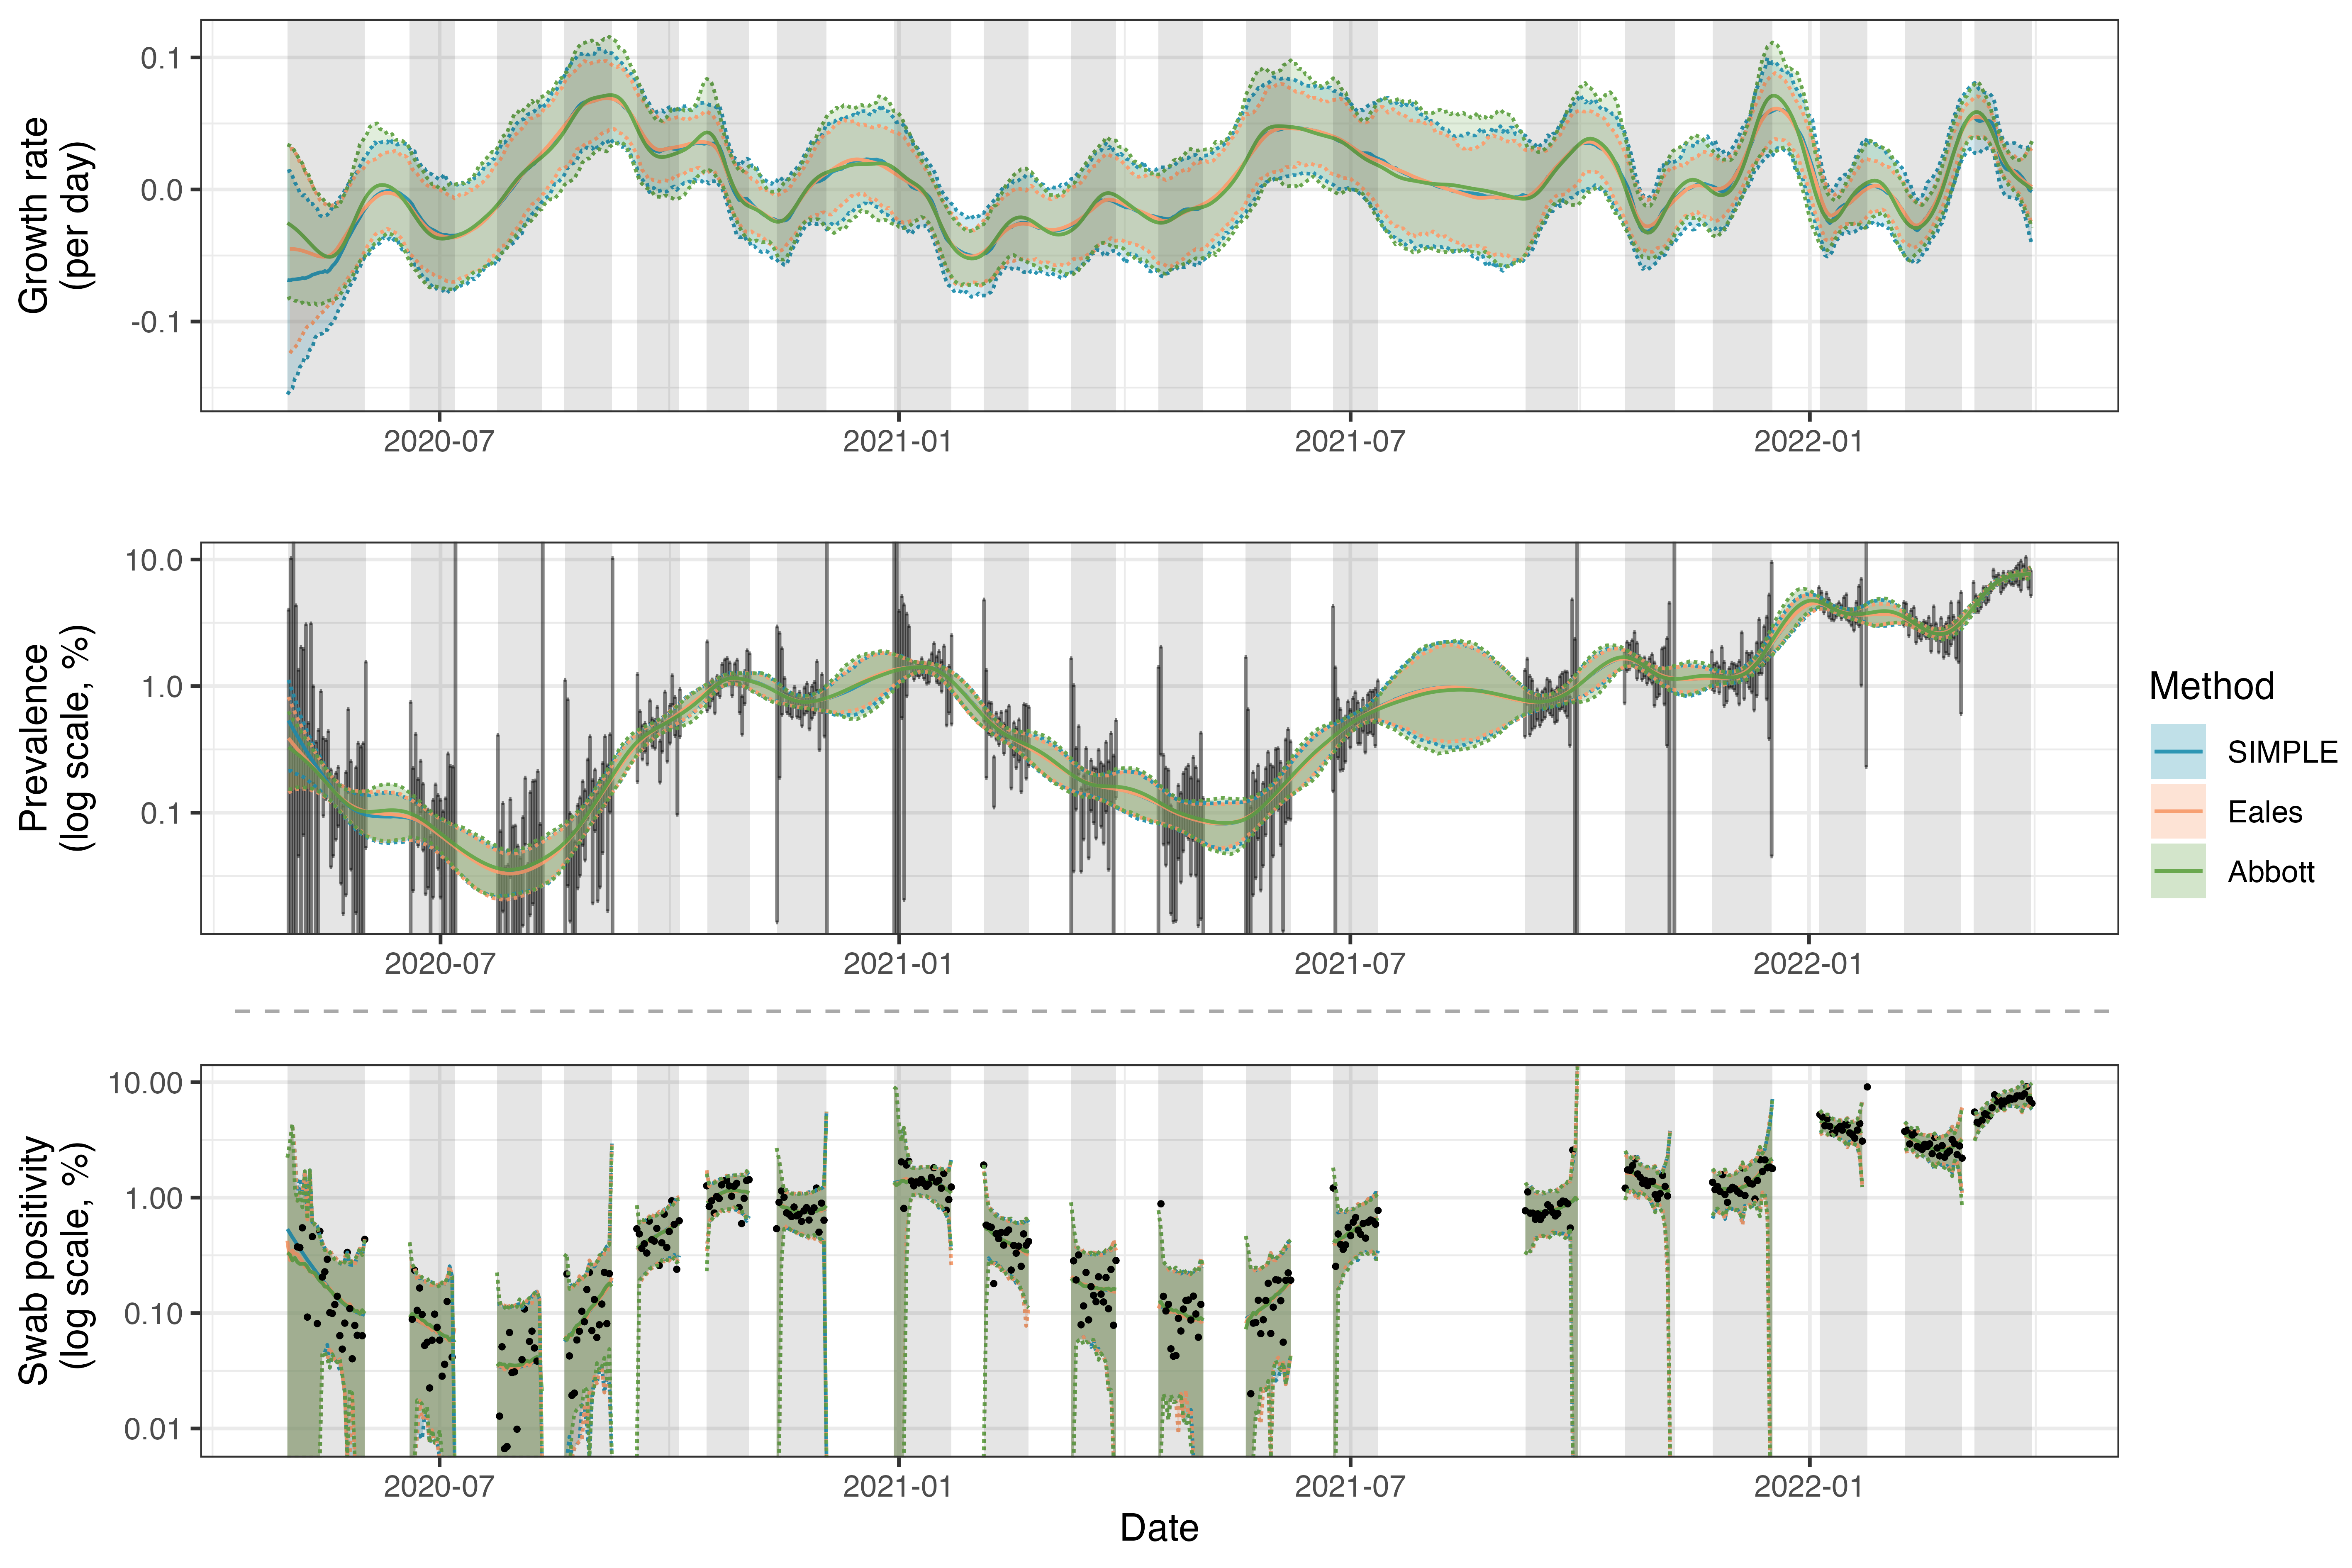 Growth rate
(per day)
0.1
0.0
-0.1
2020-07
2021-01
2021-07
2022-01
Prevalence
(log scale, %)
10.0
1.0
0.1
2020-07
2021-01
2021-07
2022-01
Method
SIMPLE
Eales
Abbott
Swab positivity
(log scale, %)
10.00
1.00
0.10
0.01
2020-07
2021-01
2021-07
2022-01
Date